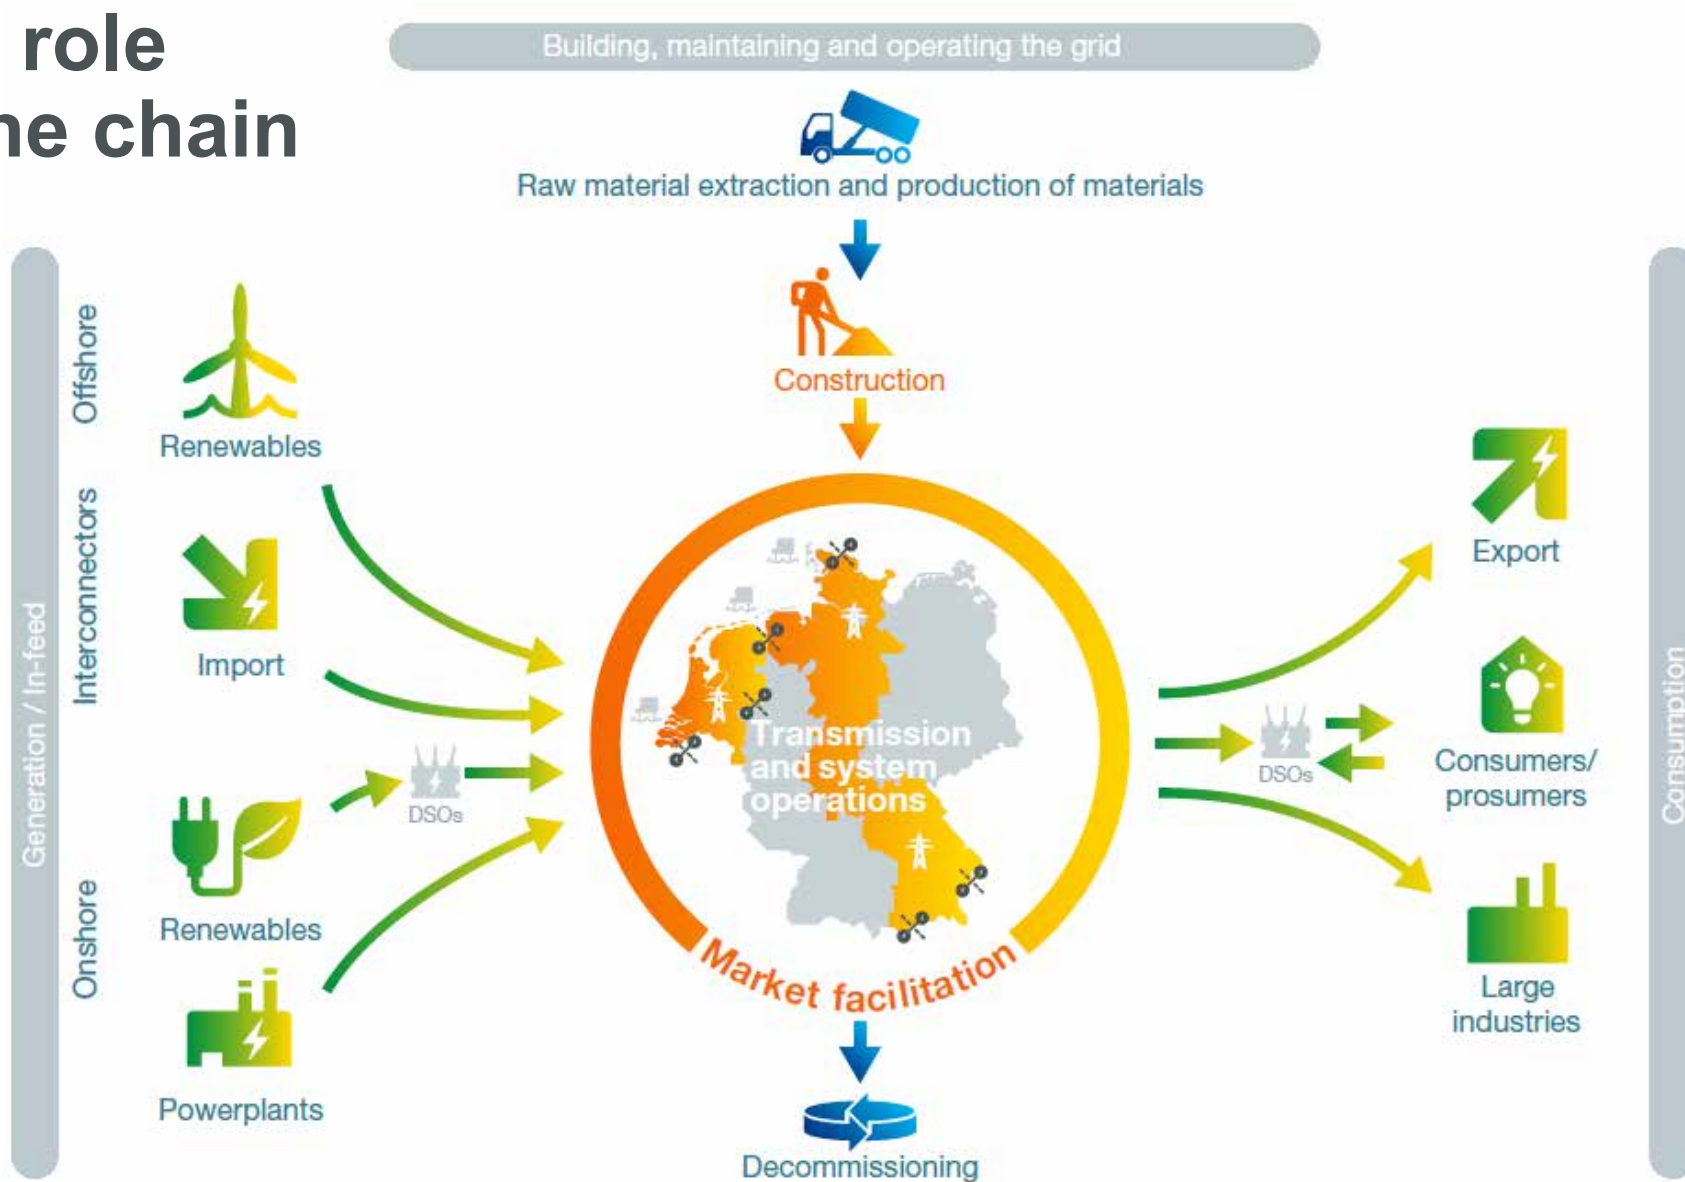 role
he chain
Building, maintaining and operating the grid
Raw material extraction and production of materials
Construction
Generation / In-feed
Offshore
Renewables
Interconnectors
Import
DSOs
Onshore
Renewables
Powerplants
Transmission
and system
operations
Market facilitation
Decommissioning
Export
DSOs
Consumers/
prosumers
Large
industries
Consumption